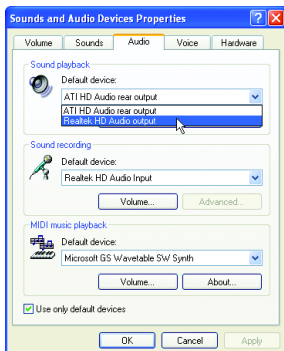 Sounds and Audio Devices Properties
Volume Sounds Audio Voice Hardware
Sound playback
Default device:
ATI HD Audio rear output
ATI HD Audio rear output
Realtek HD Audio output
Sound recording
Default device:
Realtek HD Audio Input
Volume... Advanced...
MIDI music playback
Default device:
Microsoft GS Wavetable SW Synth
Volume... About...
Use only default devices
OK Cancel Apply